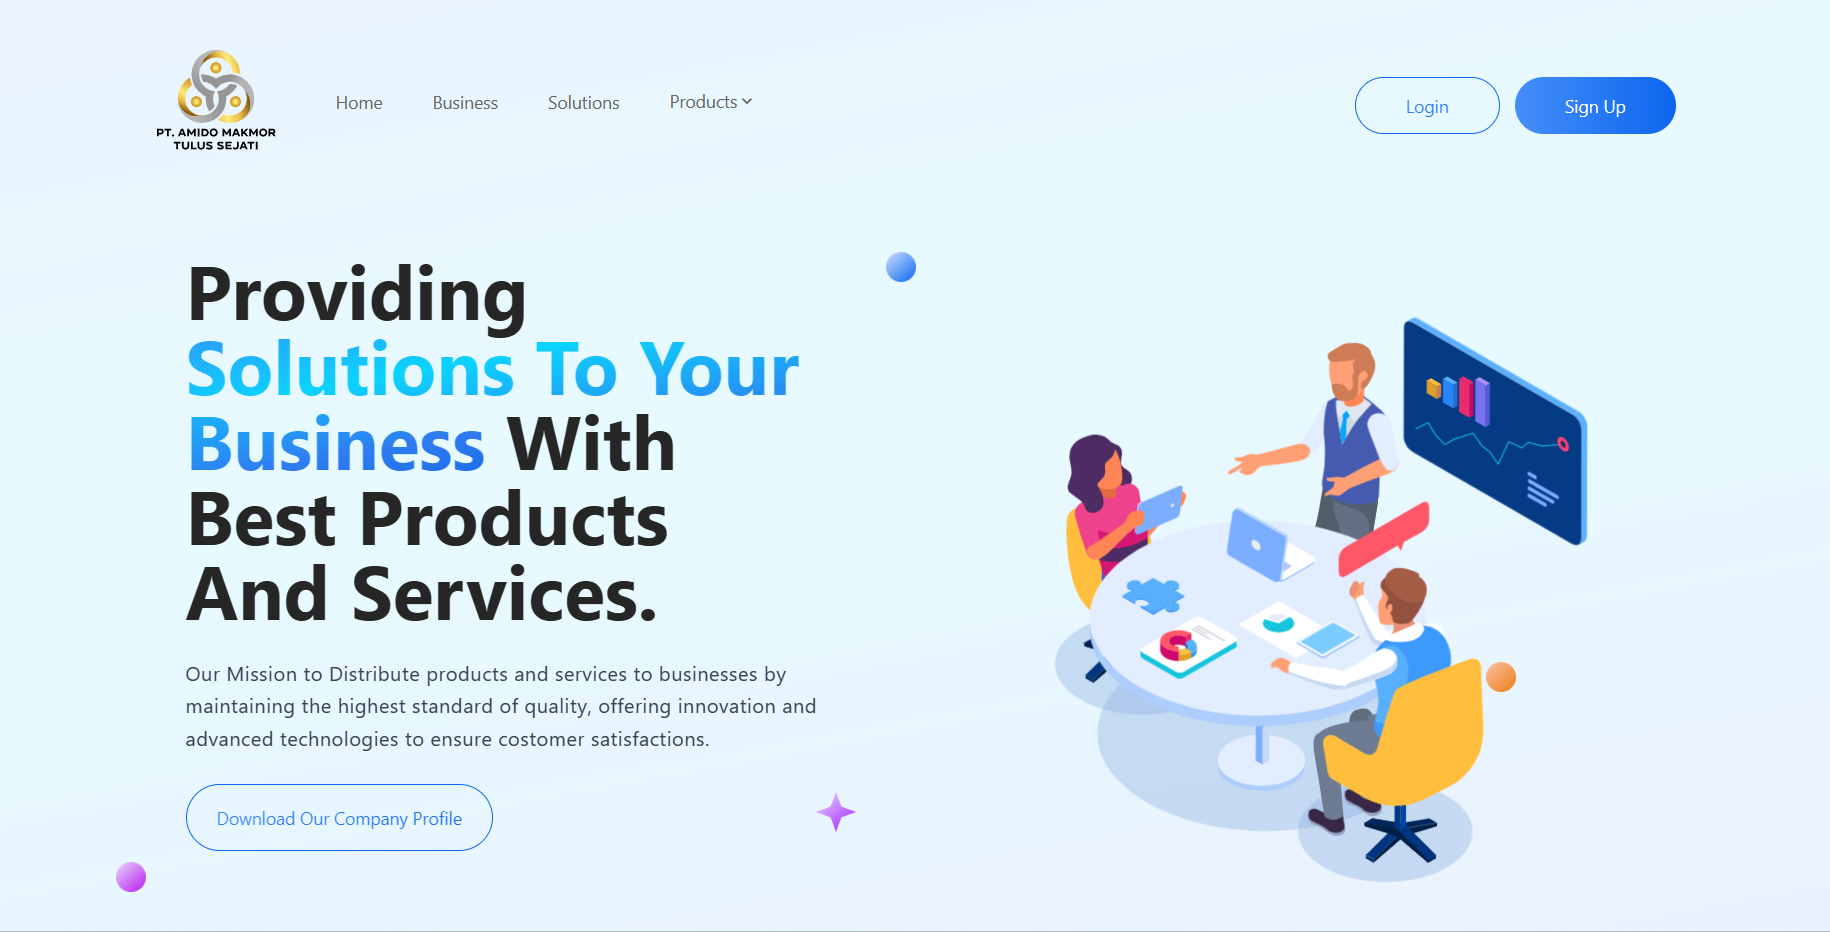 PT. AMIDO MAKMOR
TULUS SEJATI
Home
Business
Solutions
Products
Login
Sign Up
Providing
Solutions To Your
Business With
Best Products
And Services.
Our Mission to Distribute products and services to businesses by
maintaining the highest standard of quality, offering innovation and
advanced technologies to ensure costomer satisfactions.
Download Our Company Profile